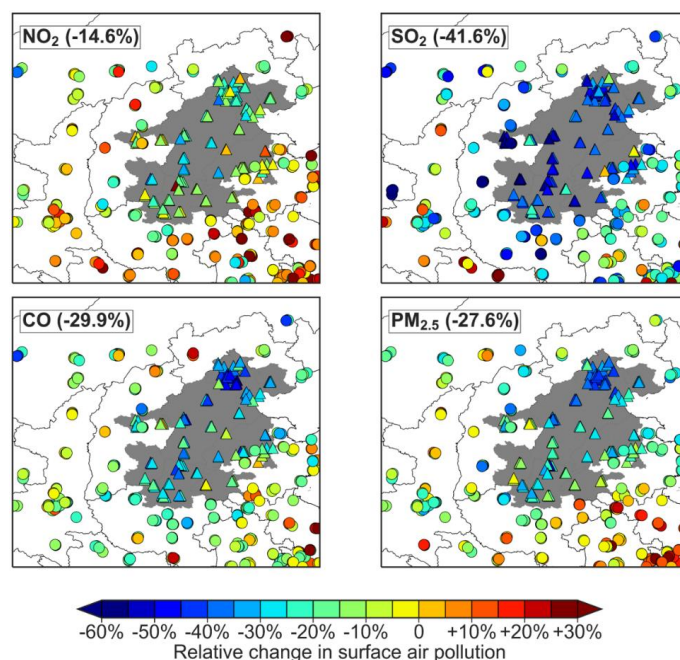 NO₂ (-14.6%)
SO₂ (-41.6%)
CO (-29.9%)
PM₂.₅ (-27.6%)
-60% -50% -40% -30% -20% -10% 0 +10% +20% +30%
Relative change in surface air pollution